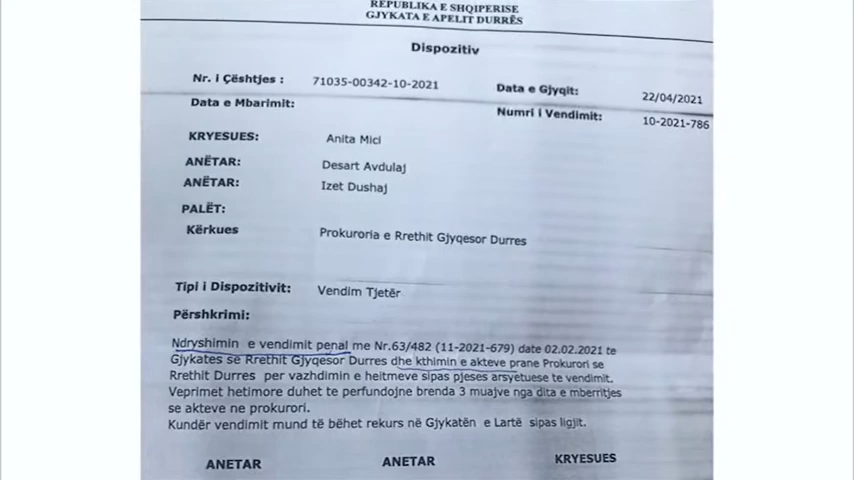 REPUBLIKA E SHQIPERISE
GJYKATA E APELIT DURRËS
Dispozitiv
Nr. i Çështjes : 71035-00342-10-2021 Data e Gjyqit: 22/04/2021
Data e Mbarimit: Numri i Vendimit: 10-2021-786
KRYESUES: Anita Mici
ANËTAR: Desart Avdulaj
ANËTAR: Izet Dushaj
PALËT:
Kërkues Prokuroria e Rrethit Gjyqesor Durres
Tipi i Dispozitivit: Vendim Tjetër
Përshkrimi:
Ndryshimin e vendimit penal me Nr.63/482 (11-2021-679) date 02.02.2021 te
Gjykates se Rrethit Gjyqesor Durres dhe kthimin e akteve prane Prokurori se
Rrethit Durres per vazhdimin e heitmeve sipas pjeses arsyetuese te vendimit.
Veprimet hetimore duhet te perfundojne brenda 3 muajve nga dita e mberritjes
se akteve ne prokurori.
Kundër vendimit mund të bëhet rekurs në Gjykatën e Lartë sipas ligjit.
ANETAR ANETAR KRYESUES